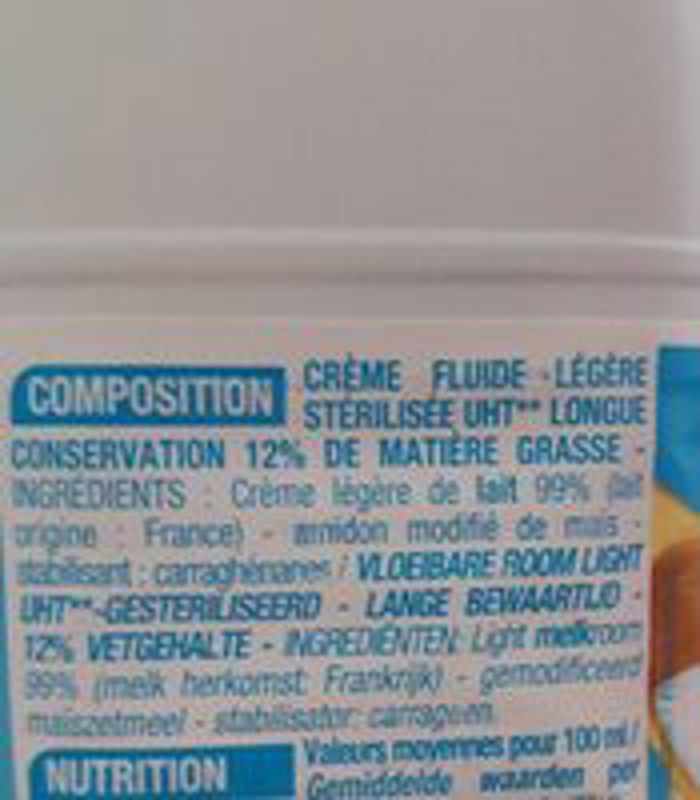 COMPOSITION CRÈME FLUIDE LÉGÈRE
STERILISÉE UHT** LONGUE
CONSERVATION 12% DE MATIÈRE GRASSE -
INGRÉDIENTS : Crème légère de lait 99% (lait
origine : France) - amidon modifié de maïs -
stabilisant : carraghénanes / VLOEIBARE ROOM LIGHT
UHT**-GESTERILISEERD - LANGE BEWAARTIJD -
12% VETGEHALTE - INGREDIËNTEN: Light melkroom
99% (melk herkomst: Frankrijk) - gemodificeerd
maïszetmeel - stabilisator: carrageen.
NUTRITION Valeurs moyennes pour 100 ml /
Gemiddelde waarden per